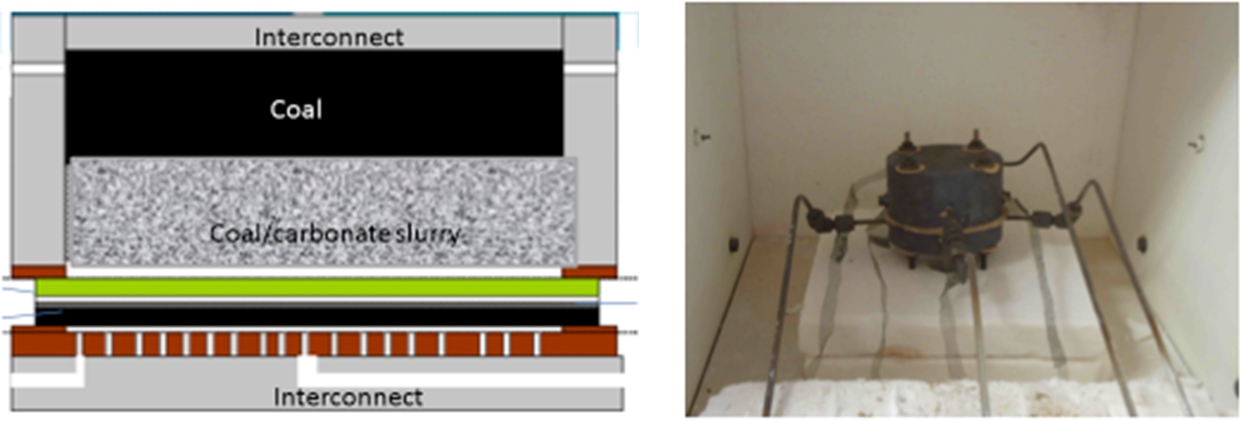 Interconnect
Coal
Coal/carbonate slurry
Interconnect